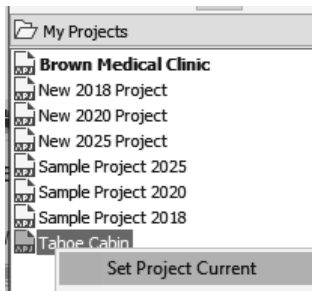 My Projects
Brown Medical Clinic
New 2018 Project
New 2020 Project
New 2025 Project
Sample Project 2025
Sample Project 2020
Sample Project 2018
Tahoe Cabin
Set Project Current